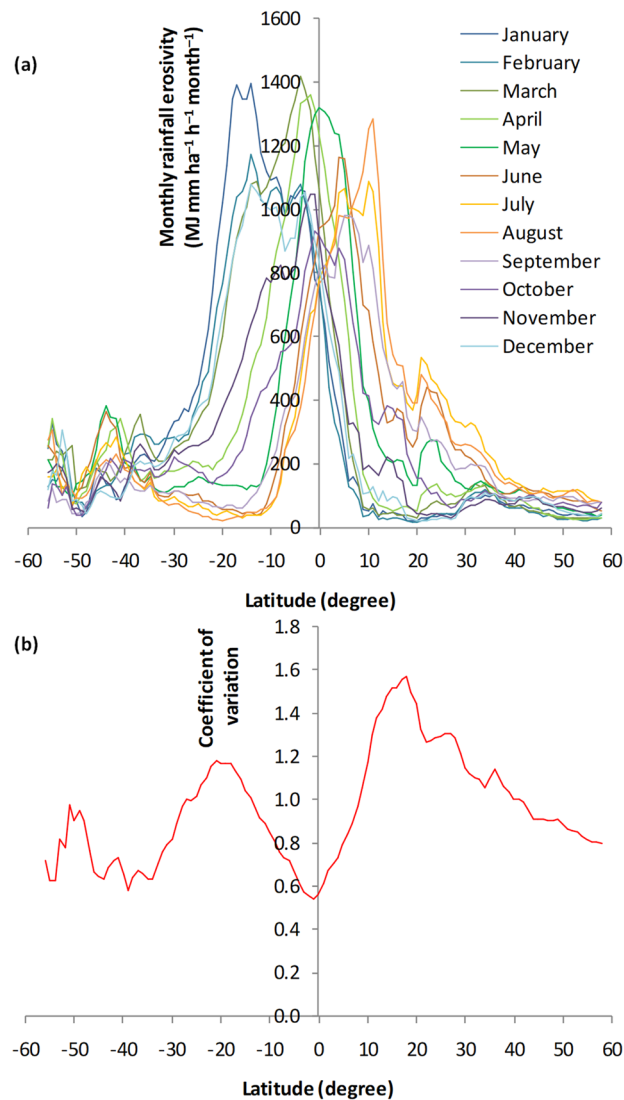 (a)
Monthly rainfall erosivity
(MJ mm ha⁻¹ h⁻¹ month⁻¹)
1600
1400
1200
1000
800
600
400
200
0
January
February
March
April
May
June
July
August
September
October
November
December
-60 -50 -40 -30 -20 -10 0 10 20 30 40 50 60
Latitude (degree)
(b)
Coefficient of
variation
1.8
1.6
1.4
1.2
1.0
0.8
0.6
0.4
0.2
0.0
-60 -50 -40 -30 -20 -10 0 10 20 30 40 50 60
Latitude (degree)